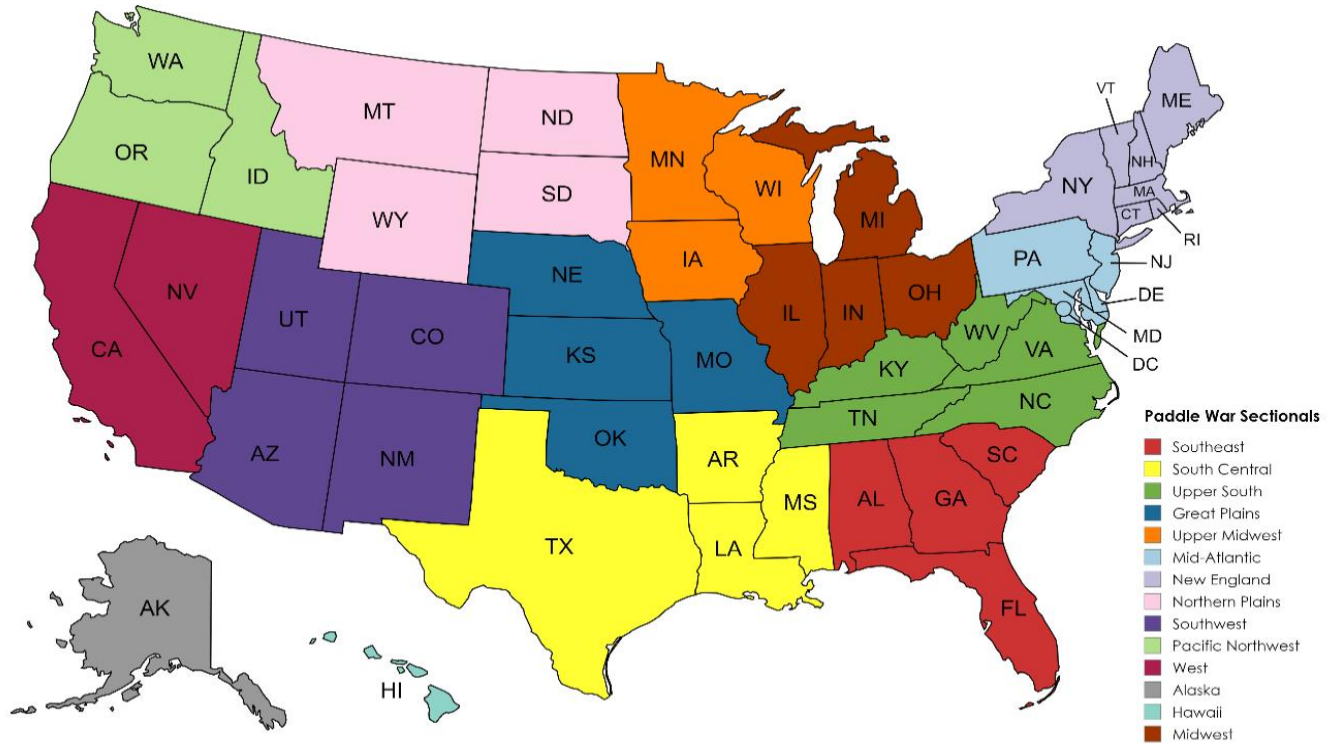 WA
OR
ID
MT
WY
ND
SD
MN
WI
IA
MI
IL
IN
OH
VT
ME
NH
NY
MA
CT
RI
PA
NJ
DE
MD
DC
CA
NV
UT
CO
AZ
NM
NE
KS
MO
OK
WV
VA
KY
TN
NC
TX
AR
LA
MS
AL
GA
SC
FL
AK
HI
Paddle War Sectionals
Southeast
South Central
Upper South
Great Plains
Upper Midwest
Mid-Atlantic
New England
Northern Plains
Southwest
Pacific Northwest
West
Alaska
Hawaii
Midwest